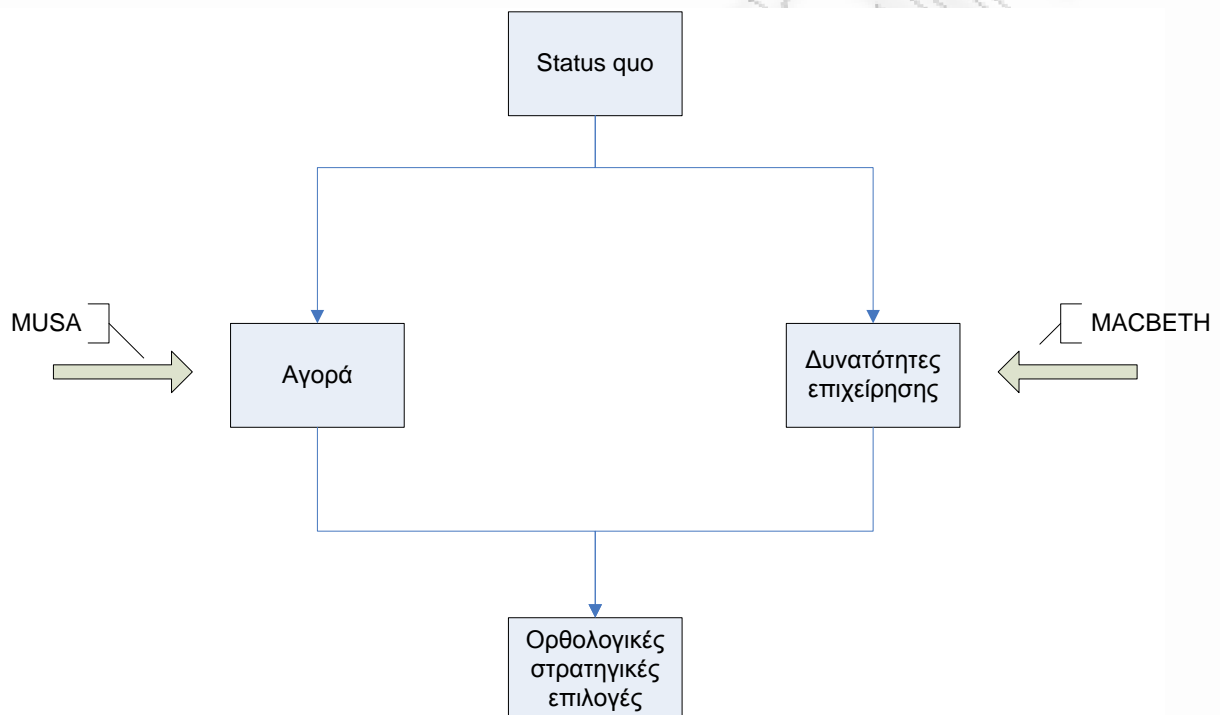 Status quo
MUSA
Αγορά
Δυνατότητες
επιχείρησης
MACBETH
Ορθολογικές
στρατηγικές
επιλογές